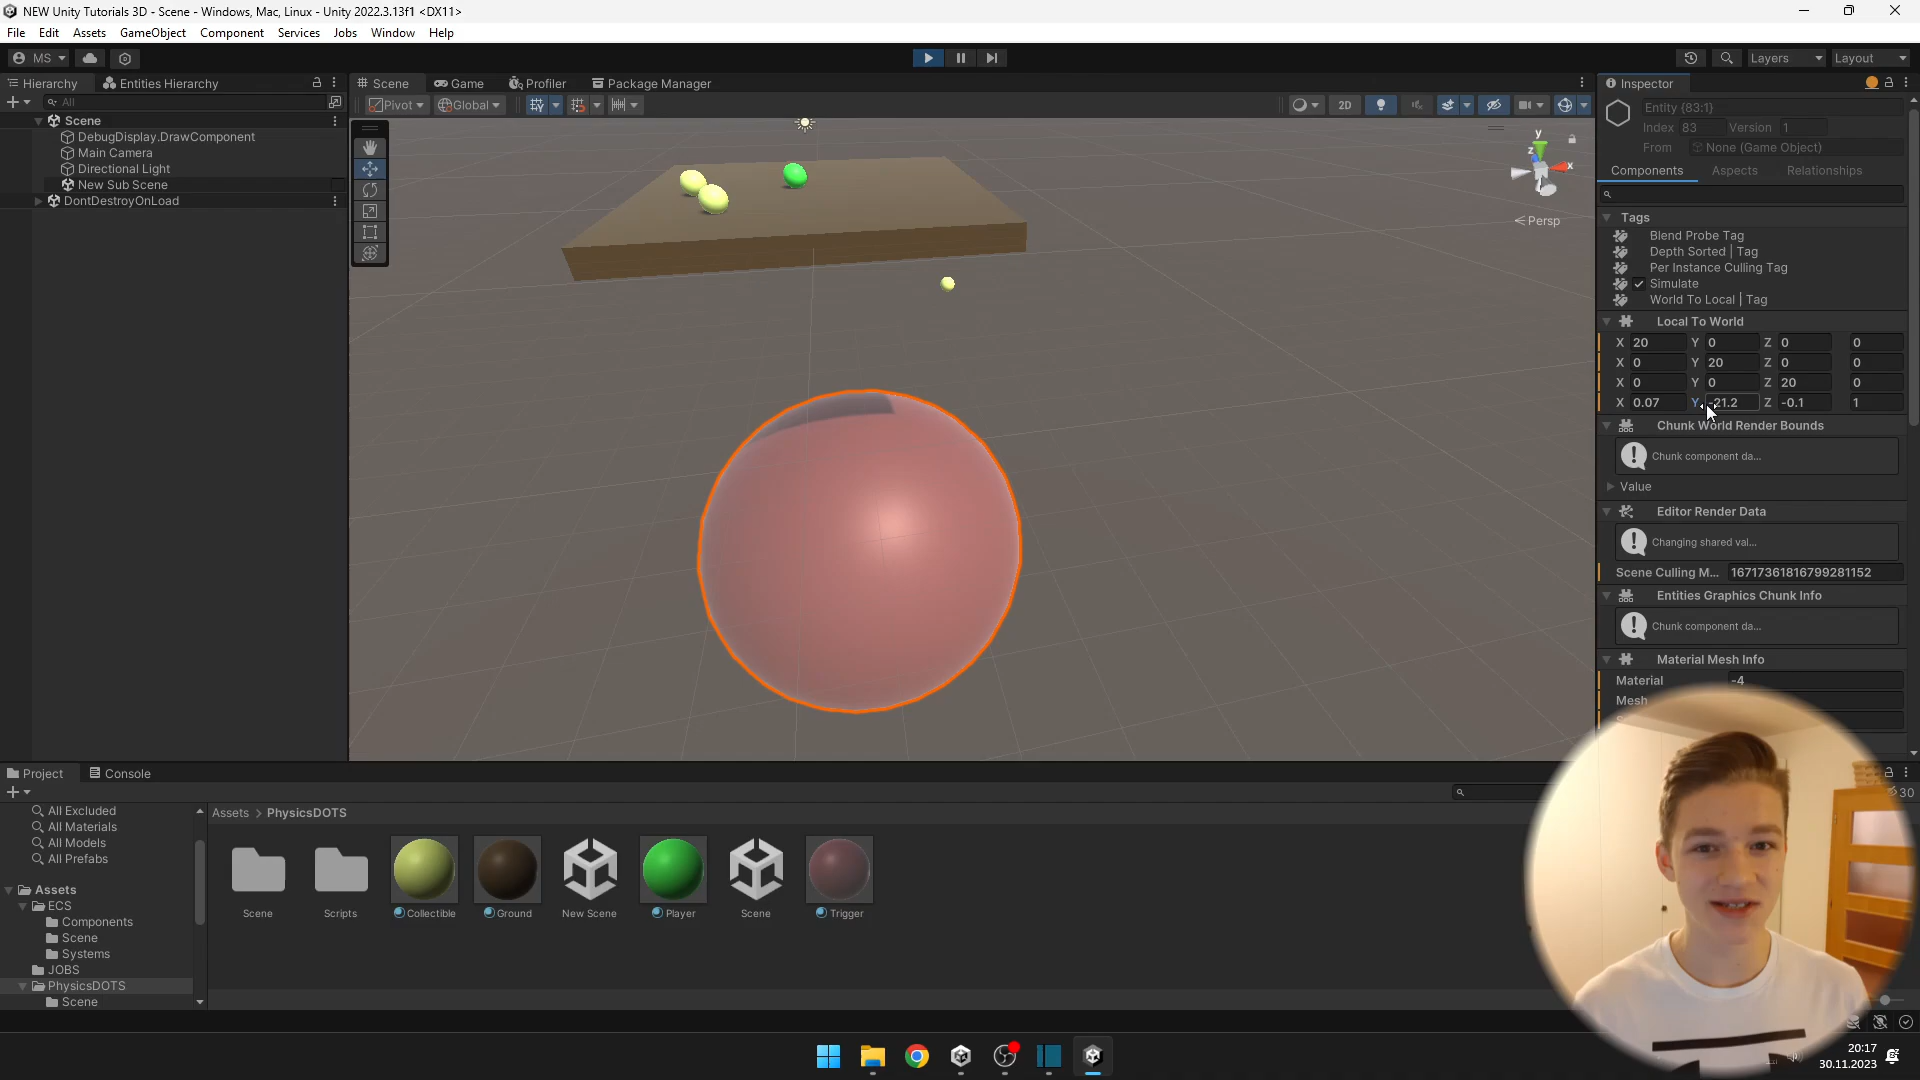 NEW Unity Tutorials 3D - Scene - Windows, Mac, Linux - Unity 2022.3.13f1 <DX11>
File Edit Assets GameObject Component Services Jobs Window Help
MS Layers Layout
Hierarchy Entities Hierarchy Scene Game Profiler Package Manager Inspector
All Pivot Global 2D
Entity {83:1}
Index 83 Version 1
From None (Game Object)
Components Aspects Relationships
Scene
DebugDisplay.DrawComponent
Main Camera
Directional Light
New Sub Scene
DontDestroyOnLoad
y
z
x
Persp
Tags
Blend Probe Tag
Depth Sorted | Tag
Per Instance Culling Tag
Simulate
World To Local | Tag
Local To World
X 20 Y 0 Z 0 0
X 0 Y 20 Z 0 0
X 0 Y 0 Z 20 0
X 0.07 Y -21.2 Z -0.1 1
Chunk World Render Bounds
Chunk component da...
Value
Editor Render Data
Changing shared val...
Scene Culling M... 16717361816799281152
Entities Graphics Chunk Info
Chunk component da...
Material Mesh Info
Material -4
Mesh
Project Console
30
All Excluded
All Materials
All Models
All Prefabs
Assets
ECS
Components
Scene
Systems
JOBS
PhysicsDOTS
Scene
Assets > PhysicsDOTS
Scene Scripts Collectible Ground New Scene Player Scene Trigger
20:17
30.11.2023